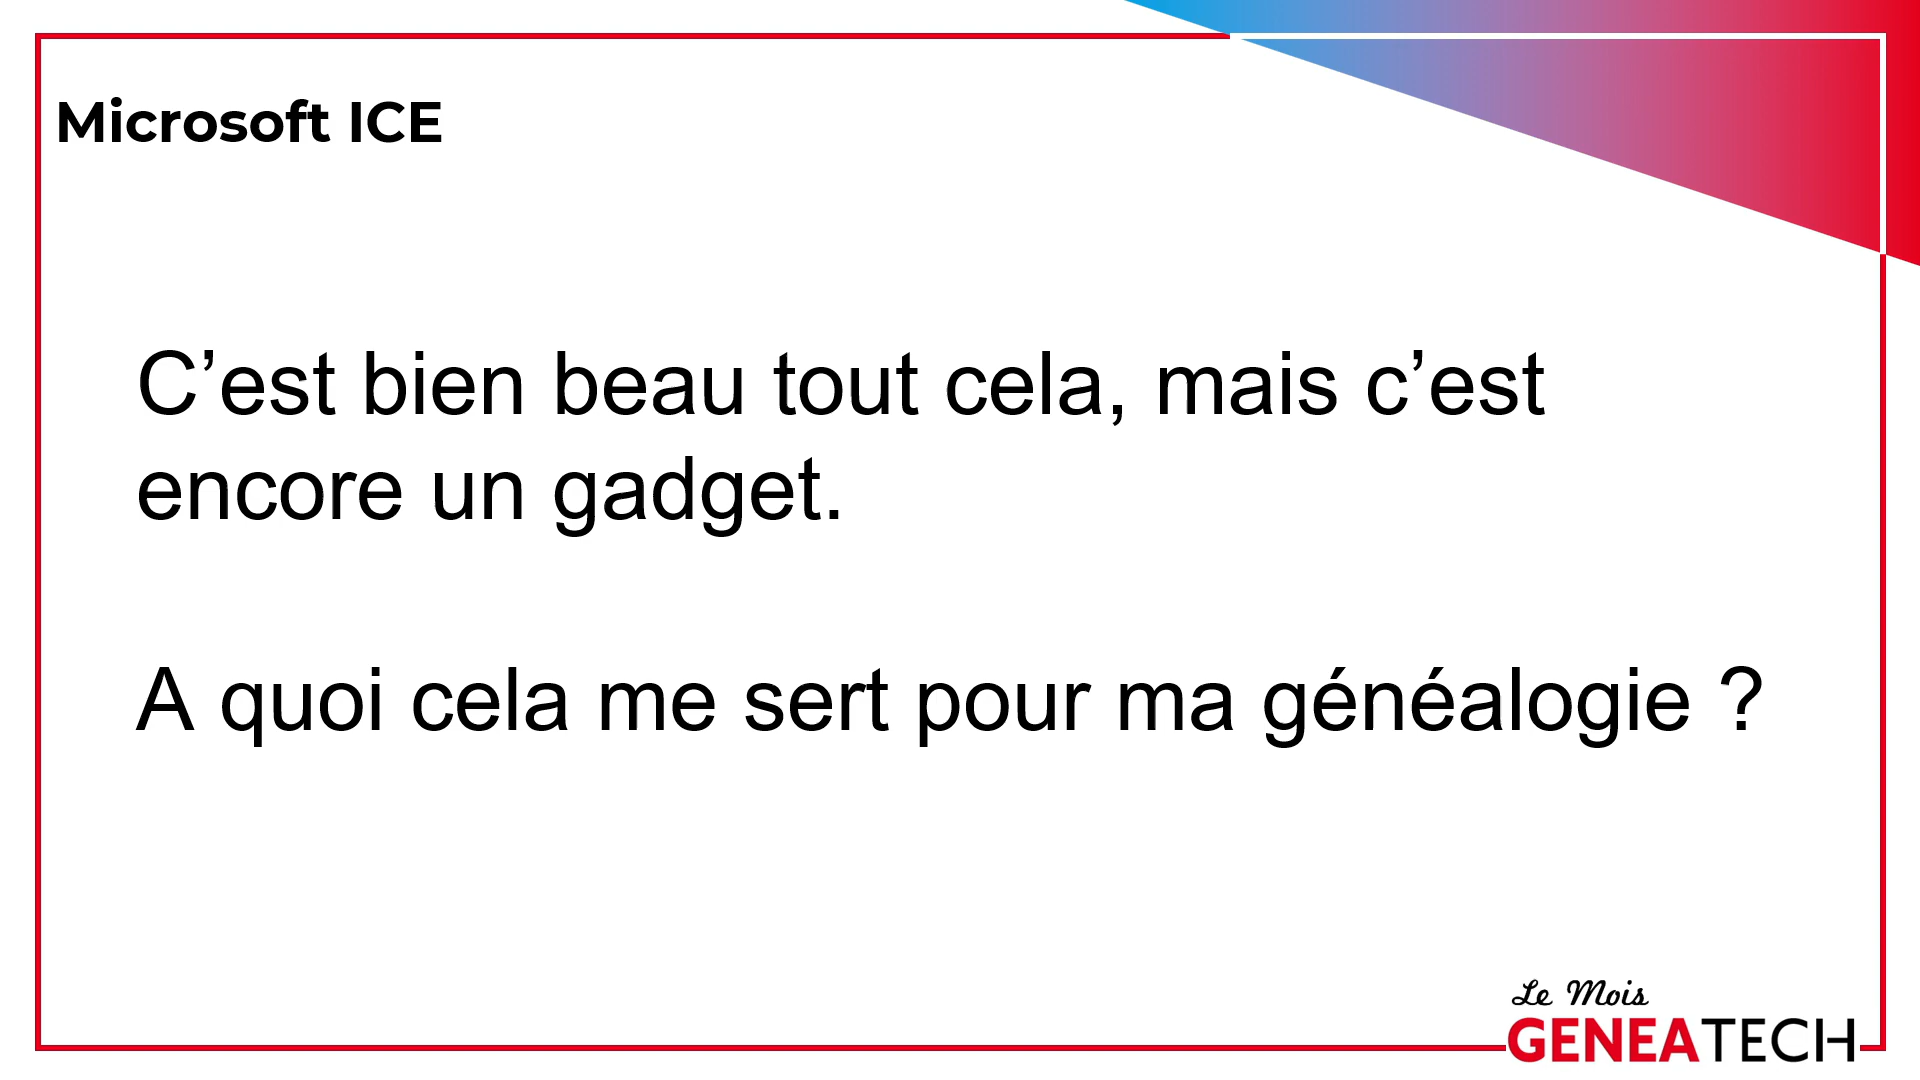 Microsoft ICE
C’est bien beau tout cela, mais c’est
encore un gadget.
A quoi cela me sert pour ma généalogie ?
Le Mois
GENEATECH